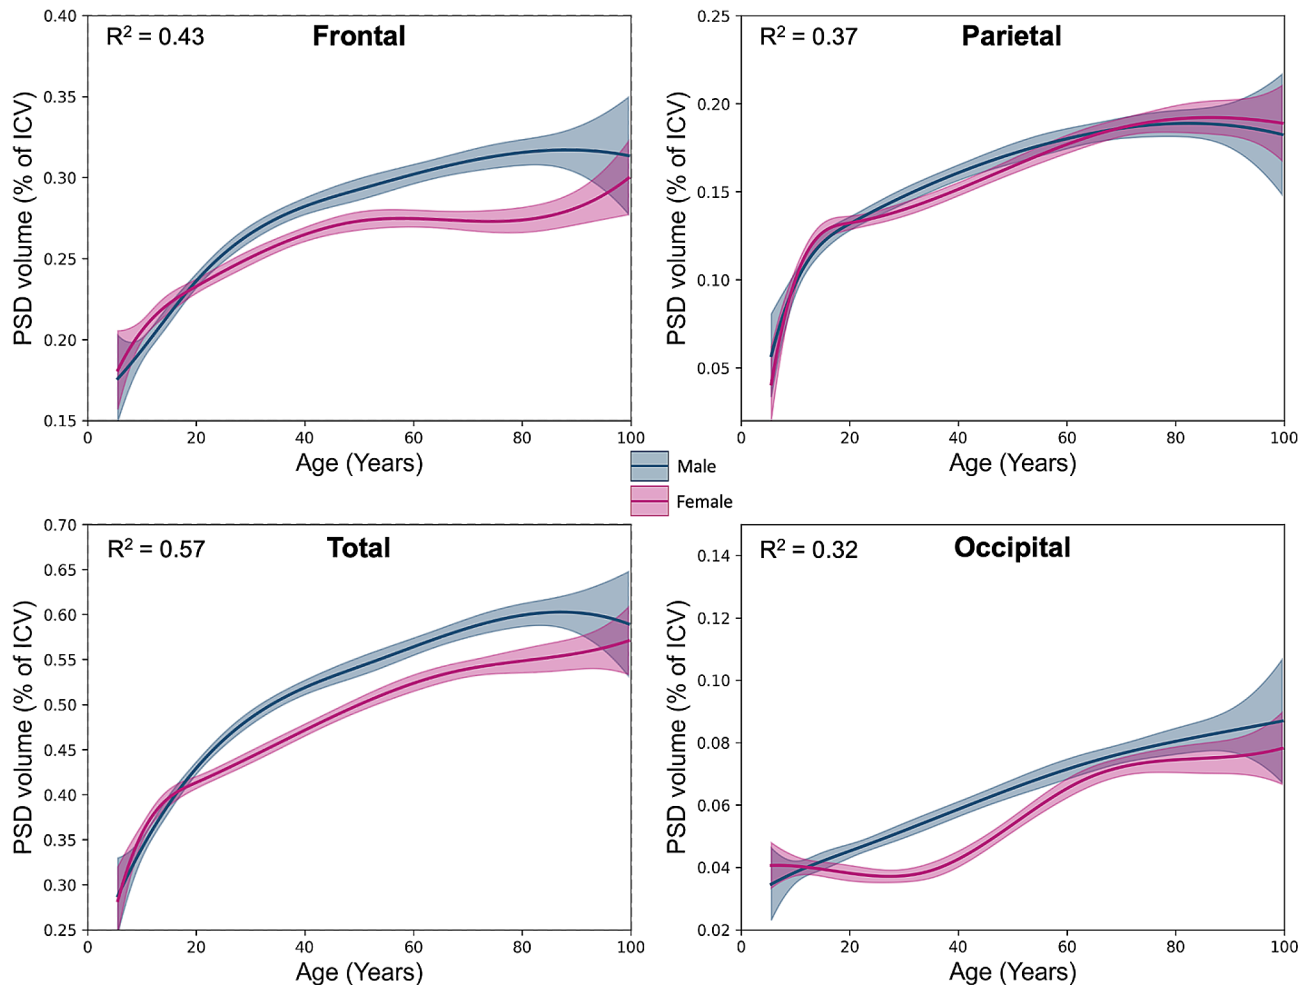 R² = 0.43
Frontal
0.40
0.35
0.30
0.25
0.20
0.15
PSD volume (% of ICV)
0 20 40 60 80 100
Age (Years)
R² = 0.37
Parietal
0.25
0.20
0.15
0.10
0.05
PSD volume (% of ICV)
0 20 40 60 80 100
Age (Years)
Male
Female
R² = 0.57
Total
0.70
0.65
0.60
0.55
0.50
0.45
0.40
0.35
0.30
0.25
PSD volume (% of ICV)
0 20 40 60 80 100
Age (Years)
R² = 0.32
Occipital
0.14
0.12
0.10
0.08
0.06
0.04
0.02
PSD volume (% of ICV)
0 20 40 60 80 100
Age (Years)